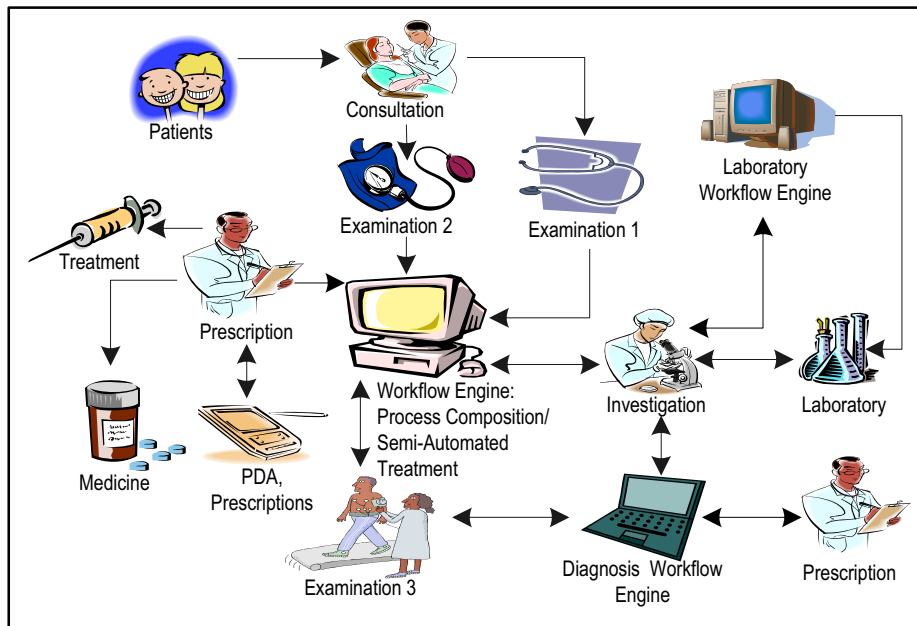 Patients
Consultation
Laboratory
Workflow Engine
Examination 2
Examination 1
Treatment
Prescription
Workflow Engine:
Process Composition/
Semi-Automated
Treatment
Investigation
Laboratory
Medicine
PDA,
Prescriptions
Examination 3
Diagnosis Workflow
Engine
Prescription